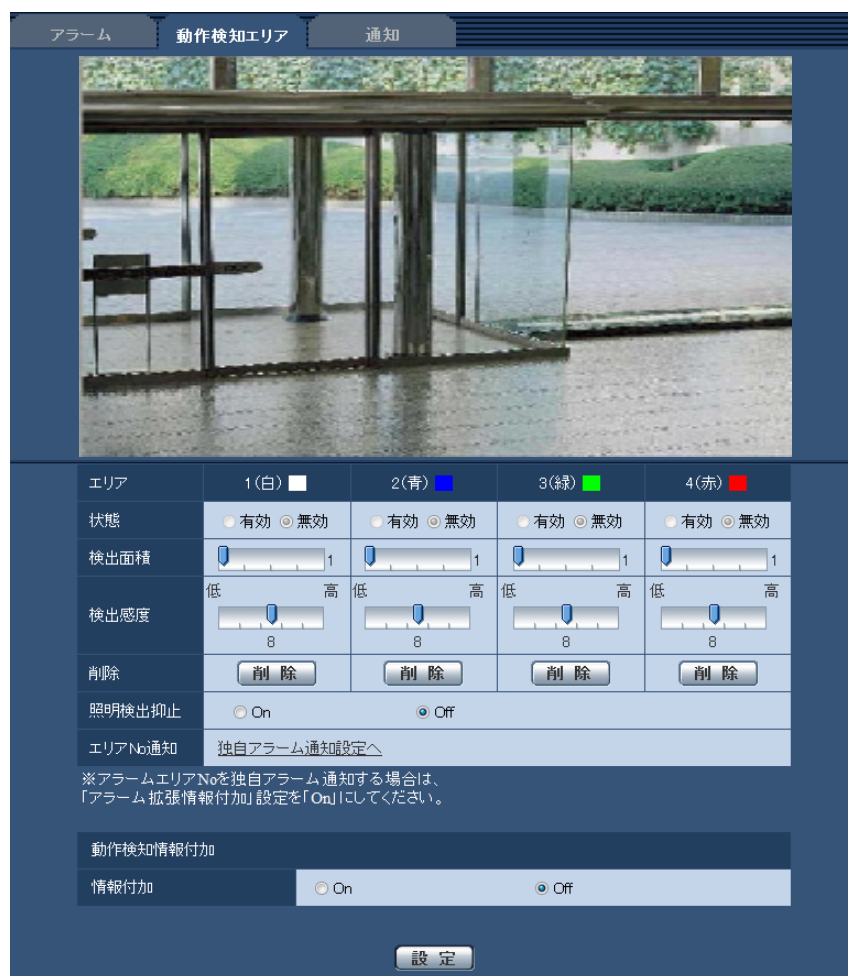 アラーム 動作検知エリア 通知
エリア 1(白) 2(青) 3(緑) 4(赤)
状態 有効 無効 有効 無効 有効 無効 有効 無効
検出面積 1 1 1 1
低 高 低 高 低 高 低 高
検出感度
8 8 8 8
削除 削 除 削 除 削 除 削 除
照明検出抑止 On Off
エリアNo通知 独自アラーム通知設定へ
※アラームエリアNoを独自アラーム通知する場合は、
「アラーム拡張情報付加」設定を「On」にしてください。
動作検知情報付加
情報付加 On Off
設 定